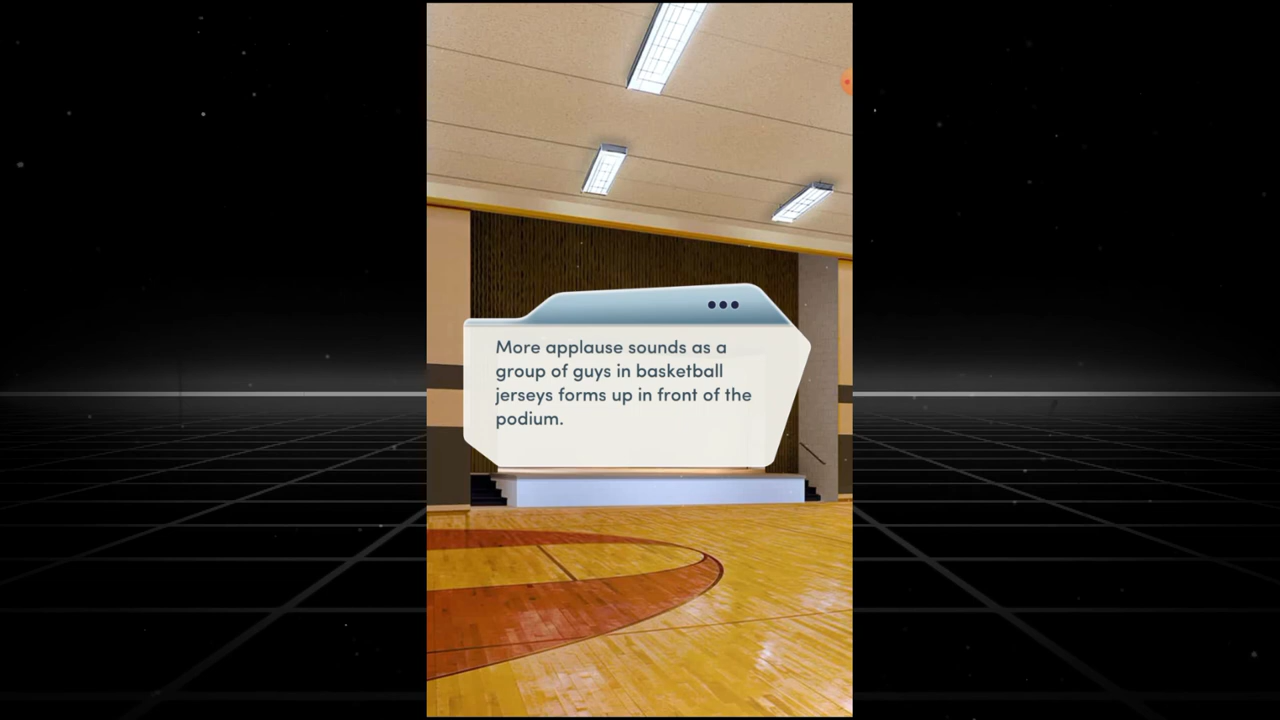 More applause sounds as a
group of guys in basketball
jerseys forms up in front of the
podium.